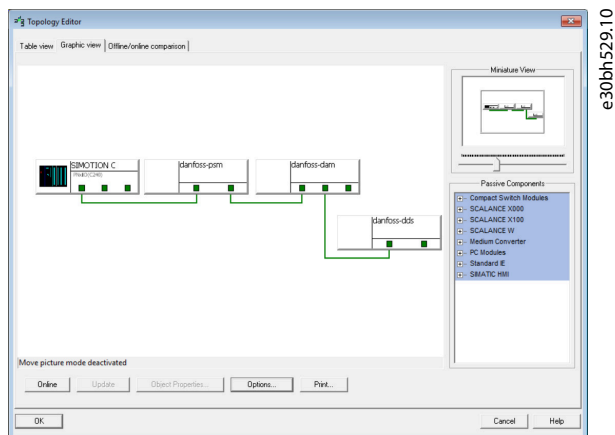 Topology Editor
Table view Graphic view Offline/online comparison
Miniature View
SIMOTION C
danfoss-psm
danfoss-dam
danfoss-dds
Passive Components
Compact Switch Modules
SCALANCE X000
SCALANCE X100
SCALANCE W
Medium Converter
PC Modules
Standard IE
SIMATIC HMI
Move picture mode deactivated
Online Update Object Properties... Options... Print...
OK Cancel Help
e30bh529.10